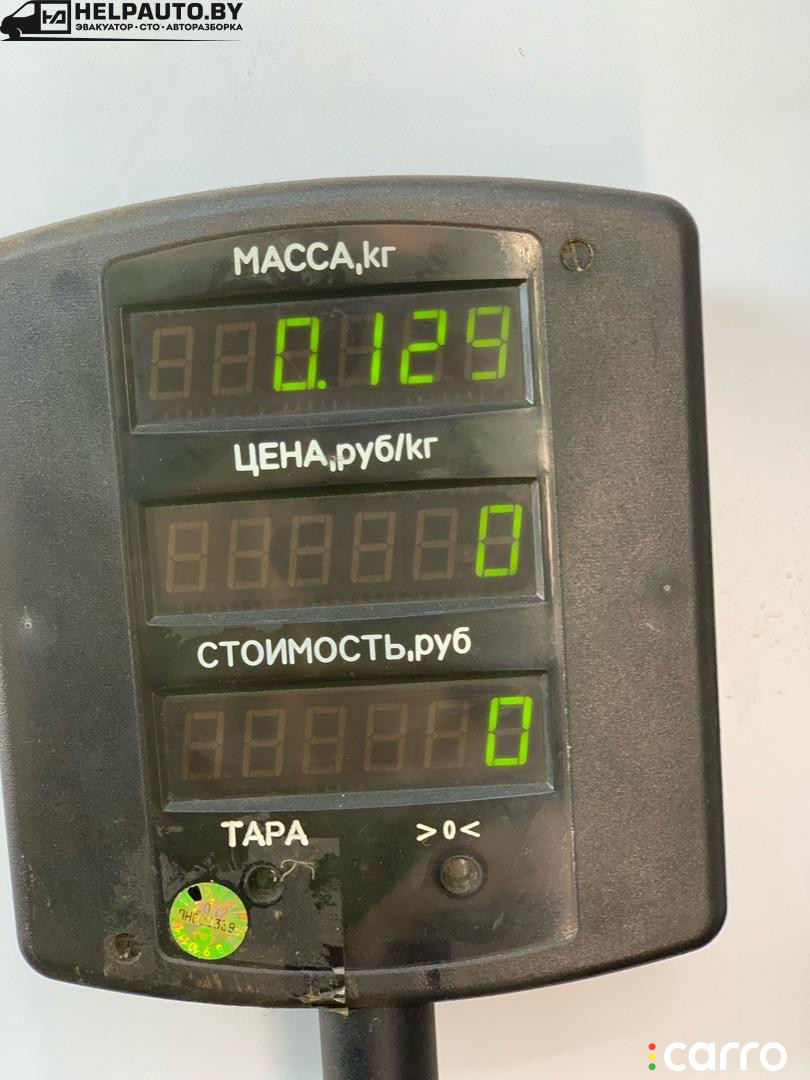 HELPAUTO.BY
ЭВАКУАТОР • СТО • АВТОРАЗБОРКА
МАССА,кг
0.129
ЦЕНА,руб/кг
0
СТОИМОСТЬ,руб
0
ТАРА >0<
carro